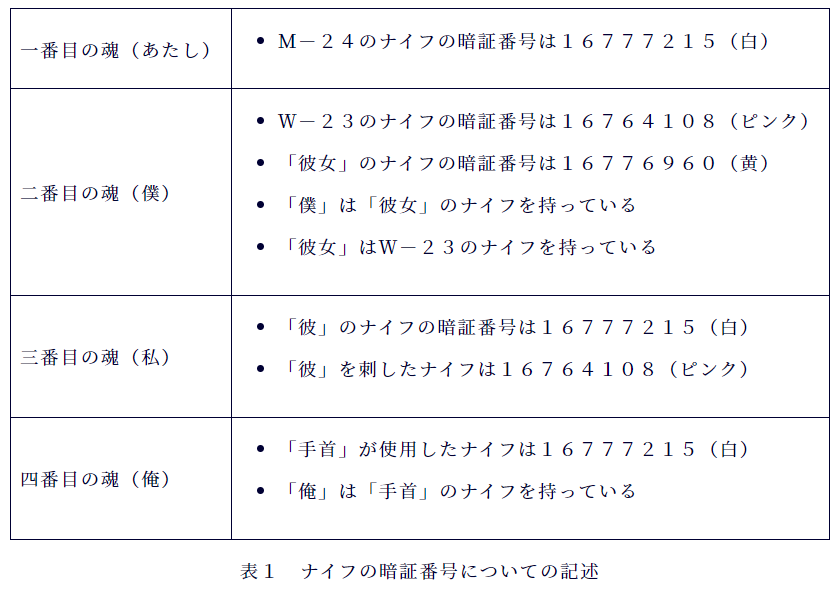 一番目の魂（あたし）
・Ｍ－２４のナイフの暗証番号は１６７７７２１５（白）
二番目の魂（僕）
・Ｗ－２３のナイフの暗証番号は１６７６４１０８（ピンク）
・「彼女」のナイフの暗証番号は１６７７６９６０（黄）
・「僕」は「彼女」のナイフを持っている
・「彼女」はＷ－２３のナイフを持っている
三番目の魂（私）
・「彼」のナイフの暗証番号は１６７７７２１５（白）
・「彼」を刺したナイフは１６７６４１０８（ピンク）
四番目の魂（俺）
・「手首」が使用したナイフは１６７７７２１５（白）
・「俺」は「手首」のナイフを持っている
表１　ナイフの暗証番号についての記述